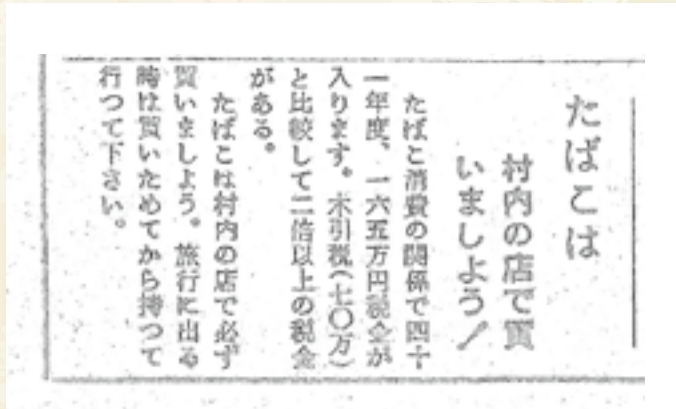 たばこは
村内の店で買
いましよう！
たばこ消費の関係で四十
一年度、一六五万円税金が
入ります。木引税(七〇万)
と比較して二倍以上の税金
がある。
たばこは村内の店で必ず
買いましよう。旅行に出る
時は買いためてから持つて
行つて下さい。